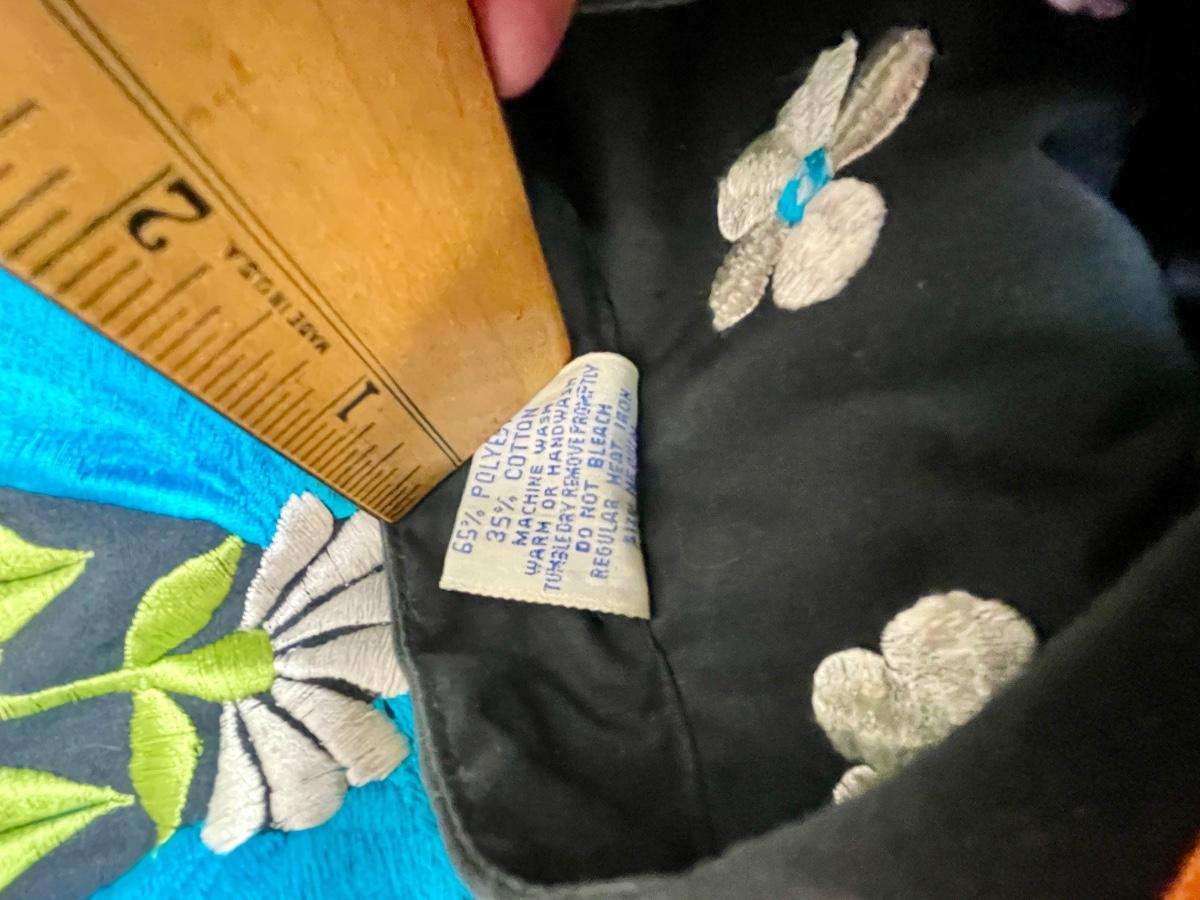 2
MADE IN U.S.A.
1
65% POLYES
35% COTTON
MACHINE WASH
WARM OR HANDWASH
TUMBLE DRY REMOVE PROMPTLY
DO NOT BLEACH
REGULAR HEAT IRON